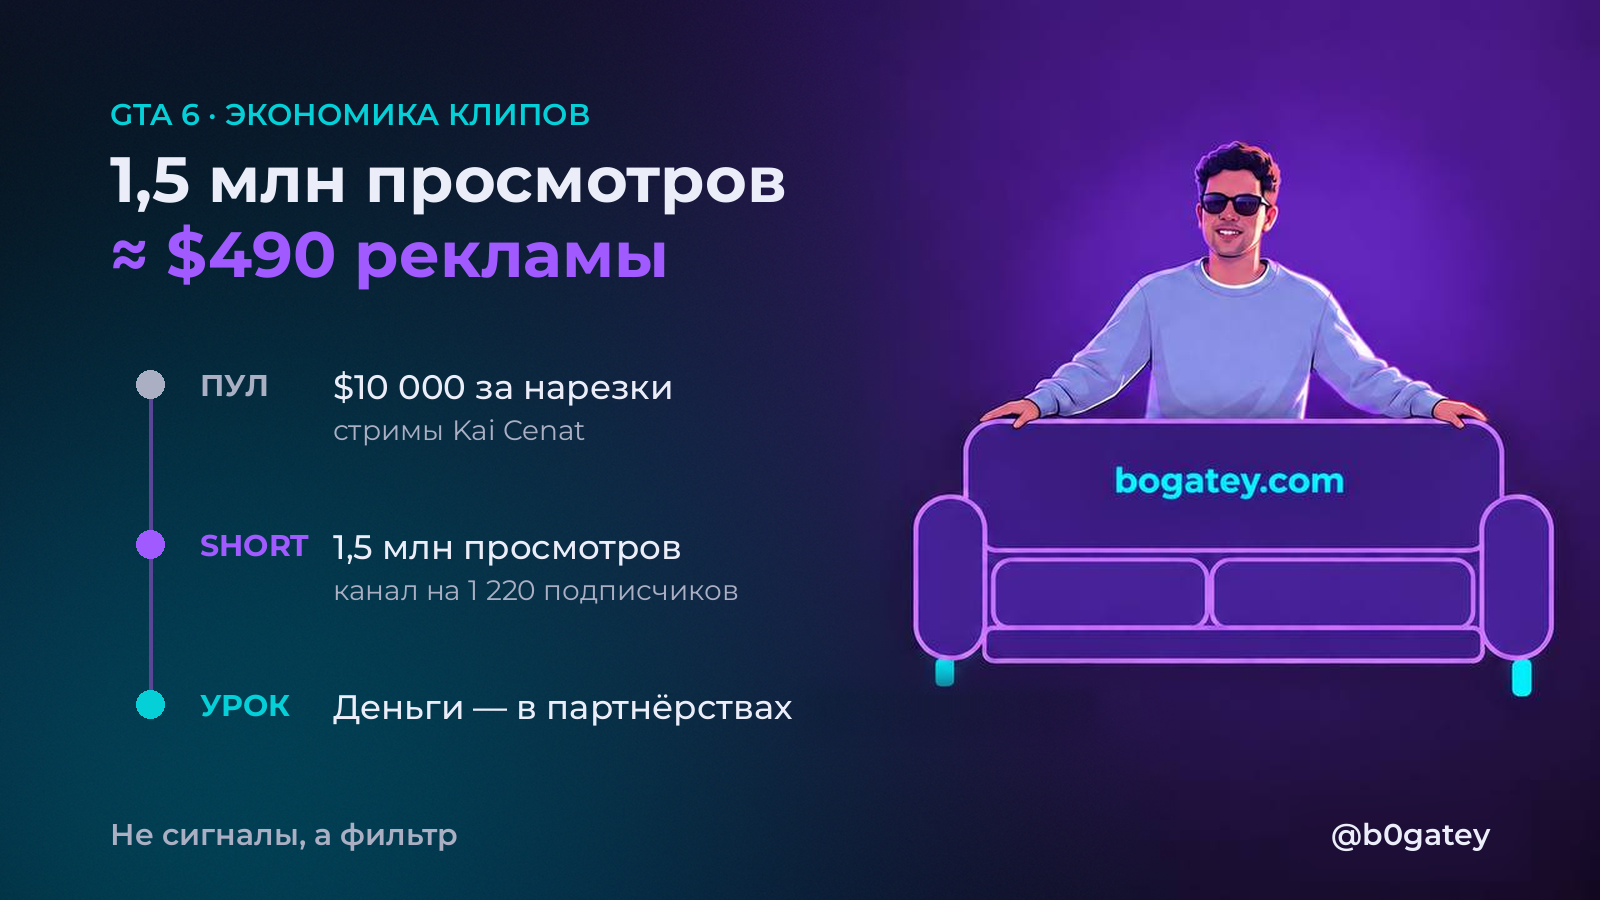 GTA 6 · ЭКОНОМИКА КЛИПОВ
1,5 млн просмотров
≈ $490 рекламы
ПУЛ $10 000 за нарезки
стримы Kai Cenat
SHORT 1,5 млн просмотров
канал на 1 220 подписчиков
УРОК Деньги — в партнёрствах
bogatey.com
Не сигналы, а фильтр
@b0gatey